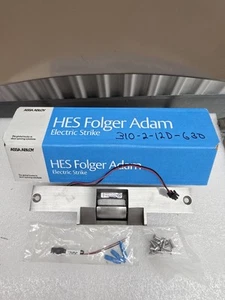 ASSA ABLOY
HES Folger Adam
Electric Strike
310-2-12D-630
ASSA ABLOY
HES Folger Adam
Electric Strike